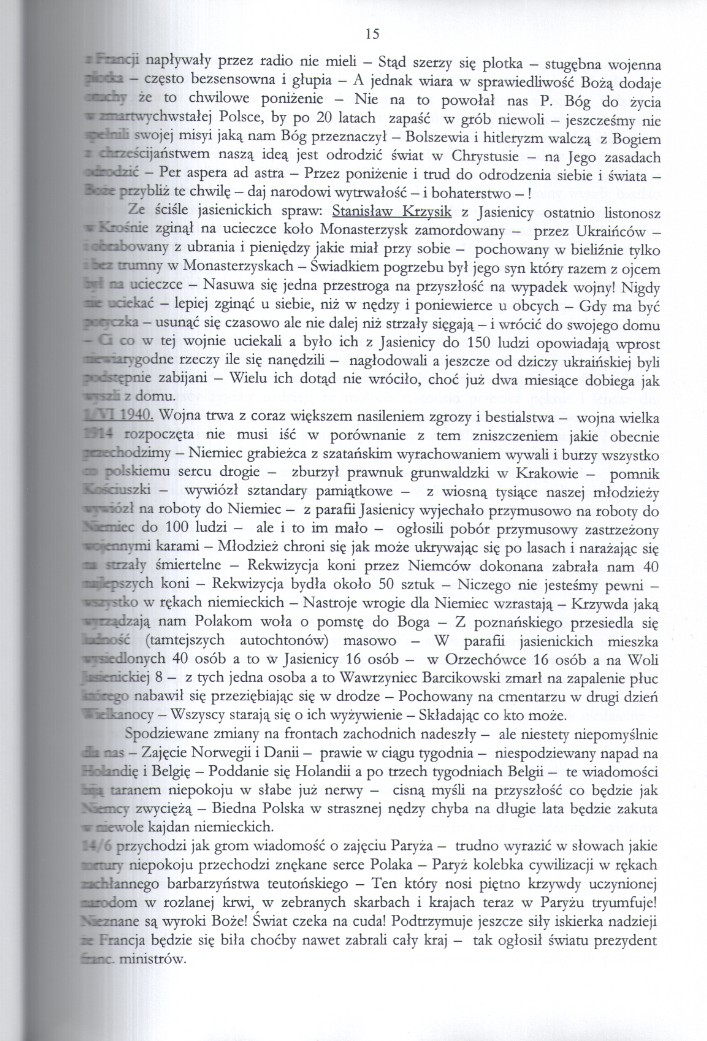 15
z Francji napływały przez radio nie mieli – Stąd szerzy się plotka – stugębna wojenna
plotka – często bezsensowna i głupia – A jednak wiara w sprawiedliwość Bożą dodaje
otuchy że to chwilowe poniżenie – Nie na to powołał nas P. Bóg do życia
w zmartwychwstałej Polsce, by po 20 latach zapaść w grób niewoli – jeszcześmy nie
spełnili swojej misyi jaką nam Bóg przeznaczył – Bolszewia i hitleryzm walczą z Bogiem
z chrześcijaństwem naszą ideą jest odrodzić świat w Chrystusie – na Jego zasadach
odrodzić – Per aspera ad astra – Przez poniżenie i trud do odrodzenia siebie i świata –
Boże przybliż te chwilę – daj narodowi wytrwałość – i bohaterstwo – !
Ze ściśle jasienickich spraw: Stanisław Krzysik z Jasienicy ostatnio listonosz
w Krośnie zginął na ucieczce koło Monasterzysk zamordowany – przez Ukraińców –
i obrabowany z ubrania i pieniędzy jakie miał przy sobie – pochowany w bieliźnie tylko
i bez trumny w Monasterzyskach – Świadkiem pogrzebu był jego syn który razem z ojcem
był na ucieczce – Nasuwa się jedna przestroga na przyszłość na wypadek wojny! Nigdy
nie uciekać – lepiej zginąć u siebie, niż w nędzy i poniewierce u obcych – Gdy ma być
potyczka – usunąć się czasowo ale nie dalej niż strzały sięgają – i wrócić do swojego domu
– Ci co w tej wojnie uciekali a było ich z Jasienicy do 150 ludzi opowiadają wprost
niewiarygodne rzeczy ile się nanędzili – nagłodowali a jeszcze od dziczy ukraińskiej byli
podstępnie zabijani – Wielu ich dotąd nie wróciło, choć już dwa miesiące dobiega jak
wyszli z domu.
1/VI 1940. Wojna trwa z coraz większem nasileniem zgrozy i bestialstwa – wojna wielka
1914 rozpoczęta nie musi iść w porównanie z tem zniszczeniem jakie obecnie
przechodzimy – Niemiec grabieżca z szatańskim wyrachowaniem wywali i burzy wszystko
co polskiemu sercu drogie – zburzył prawnuk grunwaldzki w Krakowie – pomnik
Kościuszki – wywiózł sztandary pamiątkowe – z wiosną tysiące naszej młodzieży
wywiózł na roboty do Niemiec – z parafii Jasienicy wyjechało przymusowo na roboty do
Niemiec do 100 ludzi – ale i to im mało – ogłosili pobór przymusowy zastrzeżony
wojennymi karami – Młodzież chroni się jak może ukrywając się po lasach i narażając się
na strzały śmiertelne – Rekwizycja koni przez Niemców dokonana zabrała nam 40
najlepszych koni – Rekwizycja bydła około 50 sztuk – Niczego nie jesteśmy pewni –
wszystko w rękach niemieckich – Nastroje wrogie dla Niemiec wzrastają – Krzywda jaką
wyrządzają nam Polakom woła o pomstę do Boga – Z poznańskiego przesiedla się
ludność (tamtejszych autochtonów) masowo – W parafii jasienickich mieszka
wysiedlonych 40 osób a to w Jasienicy 16 osób – w Orzechówce 16 osób a na Woli
Jasienickiej 8 – z tych jedna osoba a to Wawrzyniec Barcikowski zmarł na zapalenie płuc
którego nabawił się przeziębiając się w drodze – Pochowany na cmentarzu w drugi dzień
Wielkanocy – Wszyscy starają się o ich wyżywienie – Składając co kto może.
Spodziewane zmiany na frontach zachodnich nadeszły – ale niestety niepomyślnie
dla nas – Zajęcie Norwegii i Danii – prawie w ciągu tygodnia – niespodziewany napad na
Holandię i Belgię – Poddanie się Holandii a po trzech tygodniach Belgii – te wiadomości
biją taranem niepokoju w słabe już nerwy – cisną myśli na przyszłość co będzie jak
Niemcy zwyciężą – Biedna Polska w strasznej nędzy chyba na długie lata będzie zakuta
w niewole kajdan niemieckich.
14/6 przychodzi jak grom wiadomość o zajęciu Paryża – trudno wyrazić w słowach jakie
tortury niepokoju przechodzi znękane serce Polaka – Paryż kolebka cywilizacji w rękach
zachłannego barbarzyństwa teutońskiego – Ten który nosi piętno krzywdy uczynionej
narodom w rozlanej krwi, w zebranych skarbach i krajach teraz w Paryżu tryumfuje!
Nieznane są wyroki Boże! Świat czeka na cuda! Podtrzymuje jeszcze siły iskierka nadzieji
że Francja będzie się biła choćby nawet zabrali cały kraj – tak ogłosił światu prezydent
franc. ministrów.